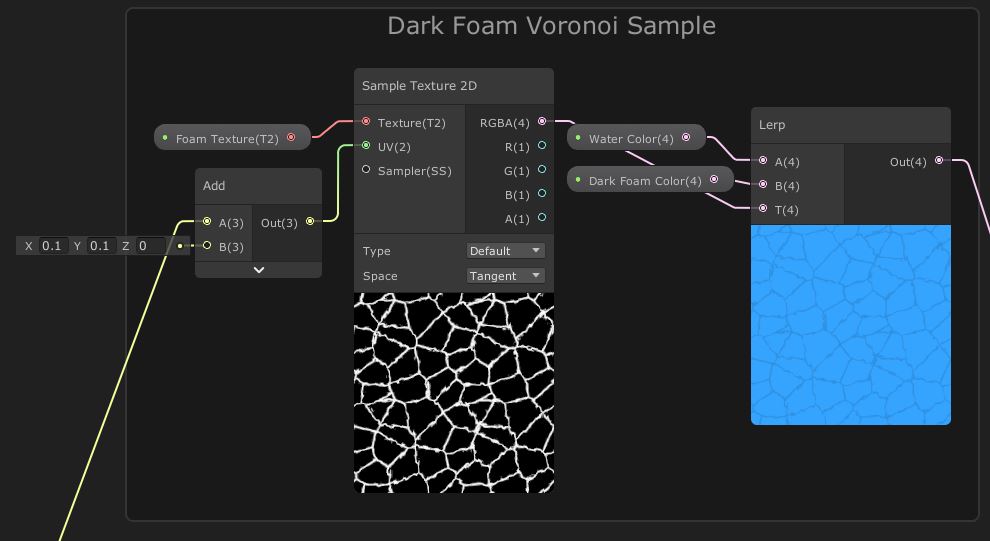 Dark Foam Voronoi Sample
Sample Texture 2D
Foam Texture(T2)
Texture(T2)
UV(2)
Sampler(SS)
RGBA(4)
R(1)
G(1)
B(1)
A(1)
Type
Default
Space
Tangent
Add
A(3)
B(3)
Out(3)
X 0.1 Y 0.1 Z 0
Water Color(4)
Dark Foam Color(4)
Lerp
A(4)
B(4)
T(4)
Out(4)